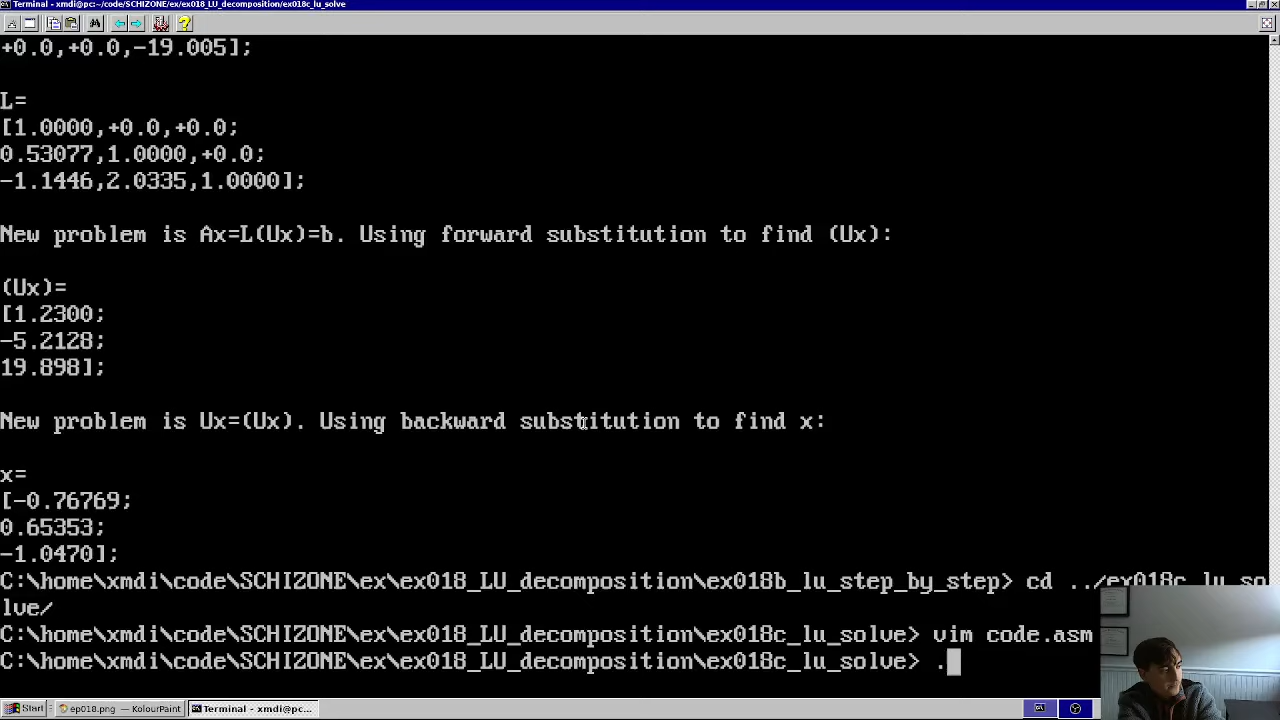 Terminal - xmdi@pc:~/code/SCHIZONE/ex/ex018_LU_decomposition/ex018c_lu_solve
+0.0,+0.0,-19.005];
L=
[1.0000,+0.0,+0.0;
0.53077,1.0000,+0.0;
-1.1446,2.0335,1.0000];
New problem is Ax=L(Ux)=b. Using forward substitution to find (Ux):
(Ux)=
[1.2300;
-5.2128;
19.898];
New problem is Ux=(Ux). Using backward substitution to find x:
x=
[-0.76769;
0.65353;
-1.0470];
C:\home\xmdi\code\SCHIZONE\ex\ex018_LU_decomposition\ex018b_lu_step_by_step> cd ../ex018c_lu_so
lve/
C:\home\xmdi\code\SCHIZONE\ex\ex018_LU_decomposition\ex018c_lu_solve> vim code.asm
C:\home\xmdi\code\SCHIZONE\ex\ex018_LU_decomposition\ex018c_lu_solve> .
Start ep018.png — KolourPaint Terminal - xmdi@pc:~/...